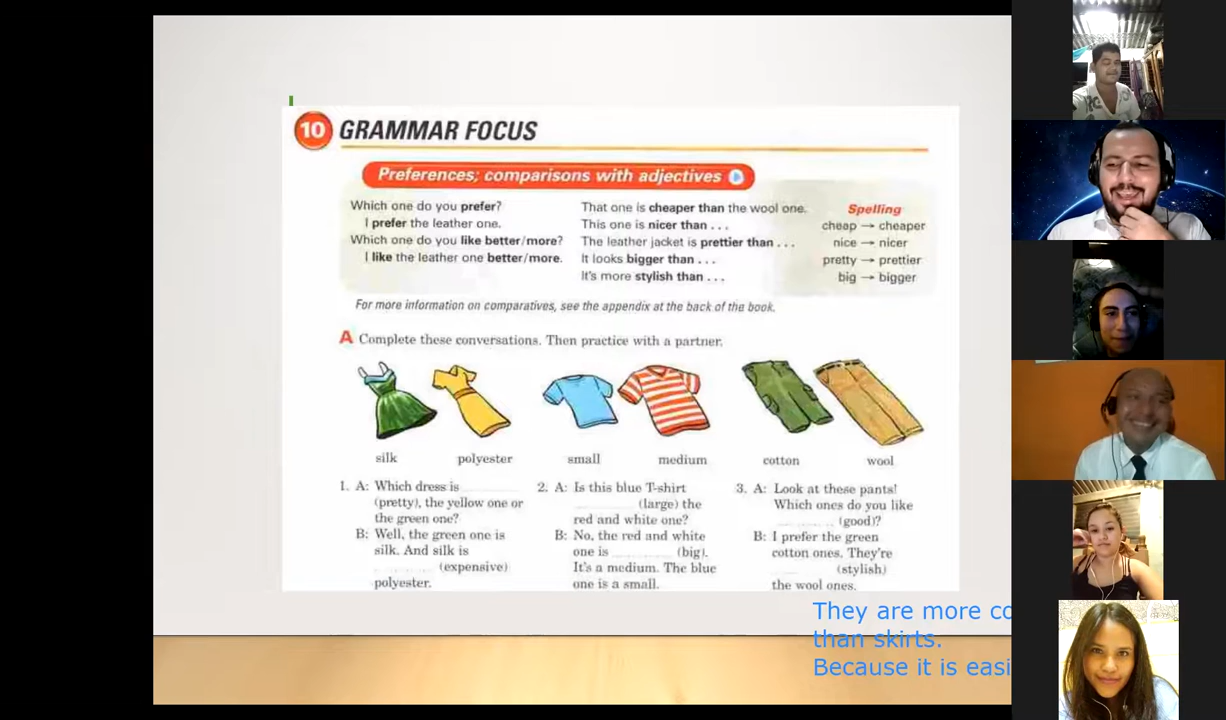 10 GRAMMAR FOCUS
Preferences; comparisons with adjectives
Which one do you prefer?
I prefer the leather one.
Which one do you like better/more?
I like the leather one better/more.
That one is cheaper than the wool one.
This one is nicer than . . .
The leather jacket is prettier than . . .
It looks bigger than . . .
It's more stylish than . . .
Spelling
cheap → cheaper
nice → nicer
pretty → prettier
big → bigger
For more information on comparatives, see the appendix at the back of the book.
A Complete these conversations. Then practice with a partner.
silk polyester small medium cotton wool
1. A: Which dress is ........
(pretty), the yellow one or
the green one?
B: Well, the green one is
silk. And silk is
........ (expensive)
polyester.
2. A: Is this blue T-shirt
........ (large) the
red and white one?
B: No, the red and white
one is ........ (big).
It's a medium. The blue
one is a small.
3. A: Look at these pants!
Which ones do you like
........ (good)?
B: I prefer the green
cotton ones. They're
........ (stylish)
the wool ones.
They are more co
than skirts.
Because it is easi